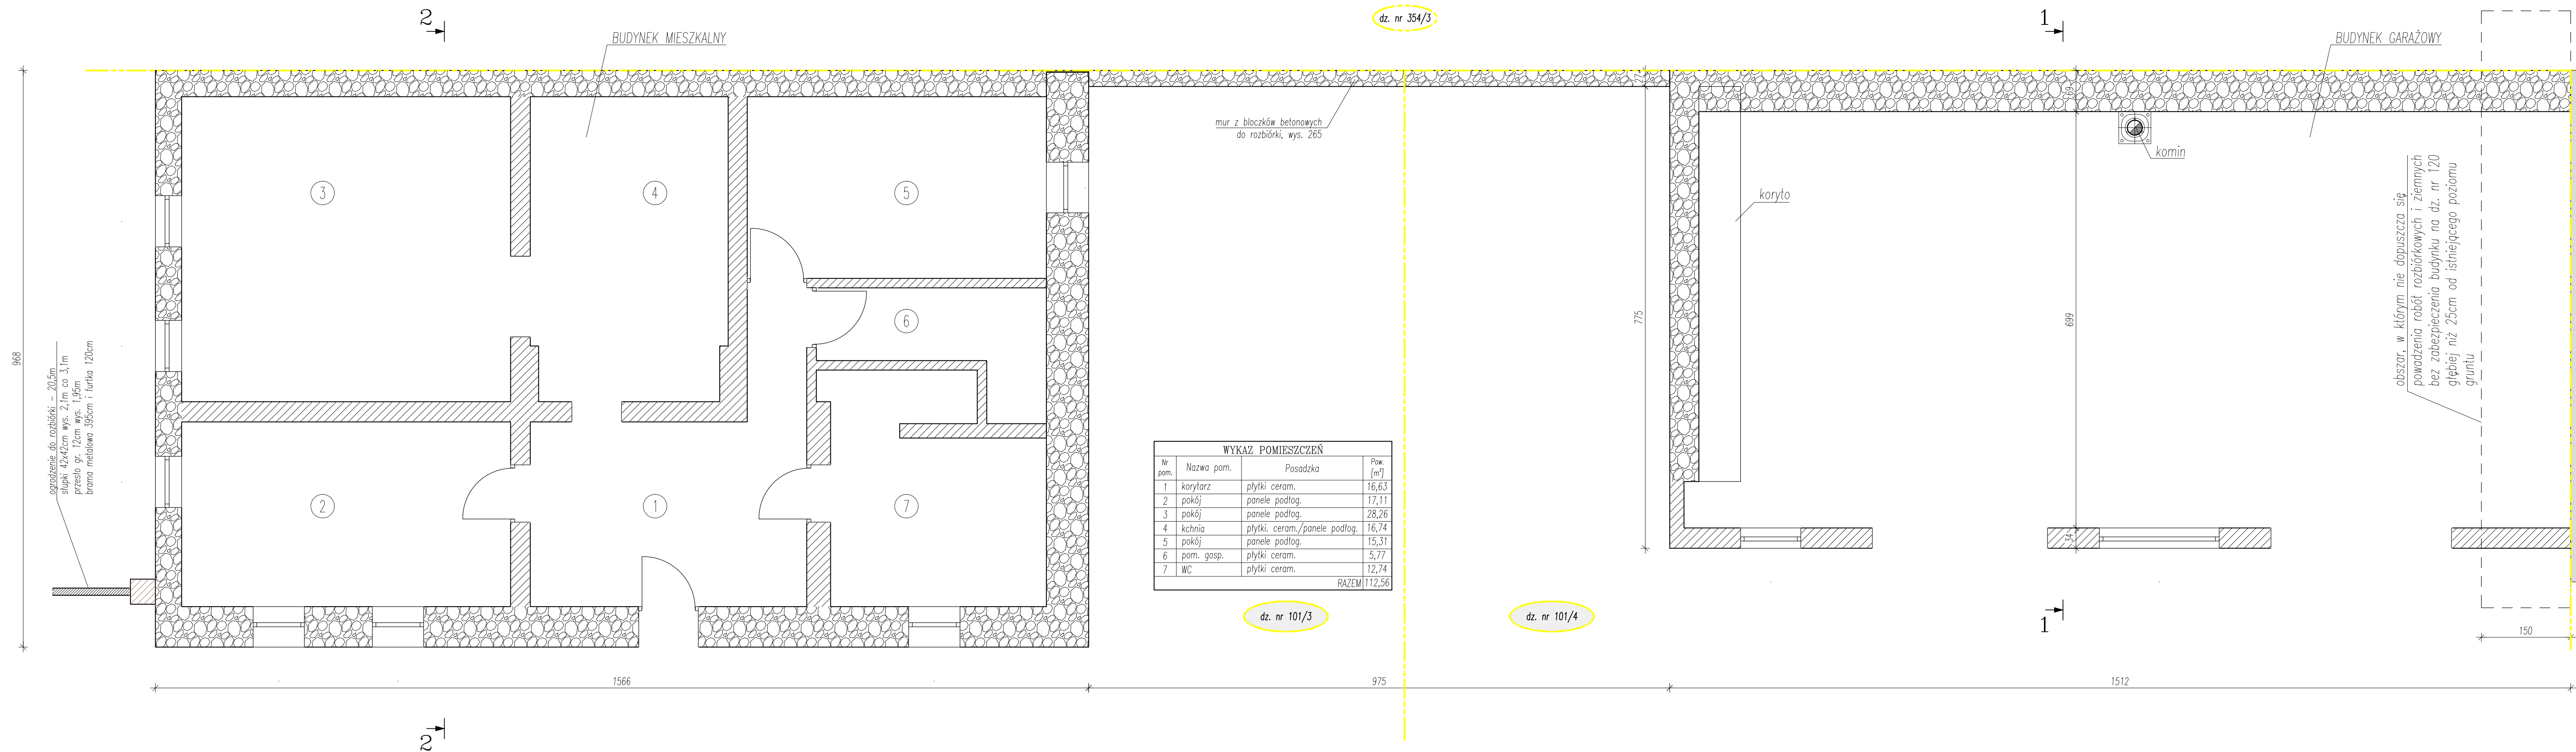 2
dz. nr 354/3
1
BUDYNEK MIESZKALNY
BUDYNEK GARAŻOWY
27
69
mur z bloczków betonowych
do rozbiórki, wys. 265
komin
3
4
5
koryto
6
775
699
968
obszar, w którym nie dopuszcza się
powadzenia robót rozbiórkowych i ziemnych
bez zabezpieczenia budynku na dz. nr 120
głębiej niż 25cm od istniejącego poziomu
gruntu
ogrodzenie do rozbiórki – 20,5m
słupki 42x42cm wys. 2,1m co 3,1m
przęsło gr. 12cm wys. 1,95m
brama metalowa 395cm i furtka 120cm
2
1
7
WYKAZ POMIESZCZEŃ
Nr pom. Nazwa pom. Posadzka Pow. [m²]
1 korytarz płytki ceram. 16,63
2 pokój panele podłog. 17,11
3 pokój panele podłog. 28,26
4 kchnia płytki. ceram./panele podłog. 16,74
5 pokój panele podłog. 15,31
6 pom. gosp. płytki ceram. 5,77
7 WC płytki ceram. 12,74
RAZEM 112,56
34
dz. nr 101/3
dz. nr 101/4
1
150
1566
975
1512
2